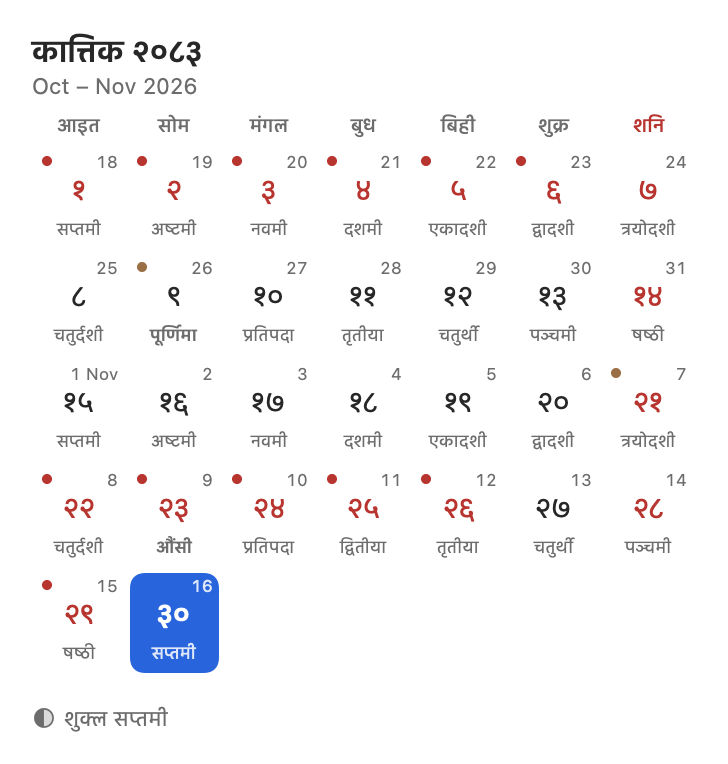 कात्तिक २०८३
Oct – Nov 2026
आइत सोम मंगल बुध बिही शुक्र शनि
18 19 20 21 22 23 24
१ २ ३ ४ ५ ६ ७
सप्तमी अष्टमी नवमी दशमी एकादशी द्वादशी त्रयोदशी
25 26 27 28 29 30 31
८ ९ १० ११ १२ १३ १४
चतुर्दशी पूर्णिमा प्रतिपदा तृतीया चतुर्थी पञ्चमी षष्ठी
1 Nov 2 3 4 5 6 7
१५ १६ १७ १८ १९ २० २१
सप्तमी अष्टमी नवमी दशमी एकादशी द्वादशी त्रयोदशी
8 9 10 11 12 13 14
२२ २३ २४ २५ २६ २७ २८
चतुर्दशी औंसी प्रतिपदा द्वितीया तृतीया चतुर्थी पञ्चमी
15 16
२९ ३०
षष्ठी सप्तमी
शुक्ल सप्तमी